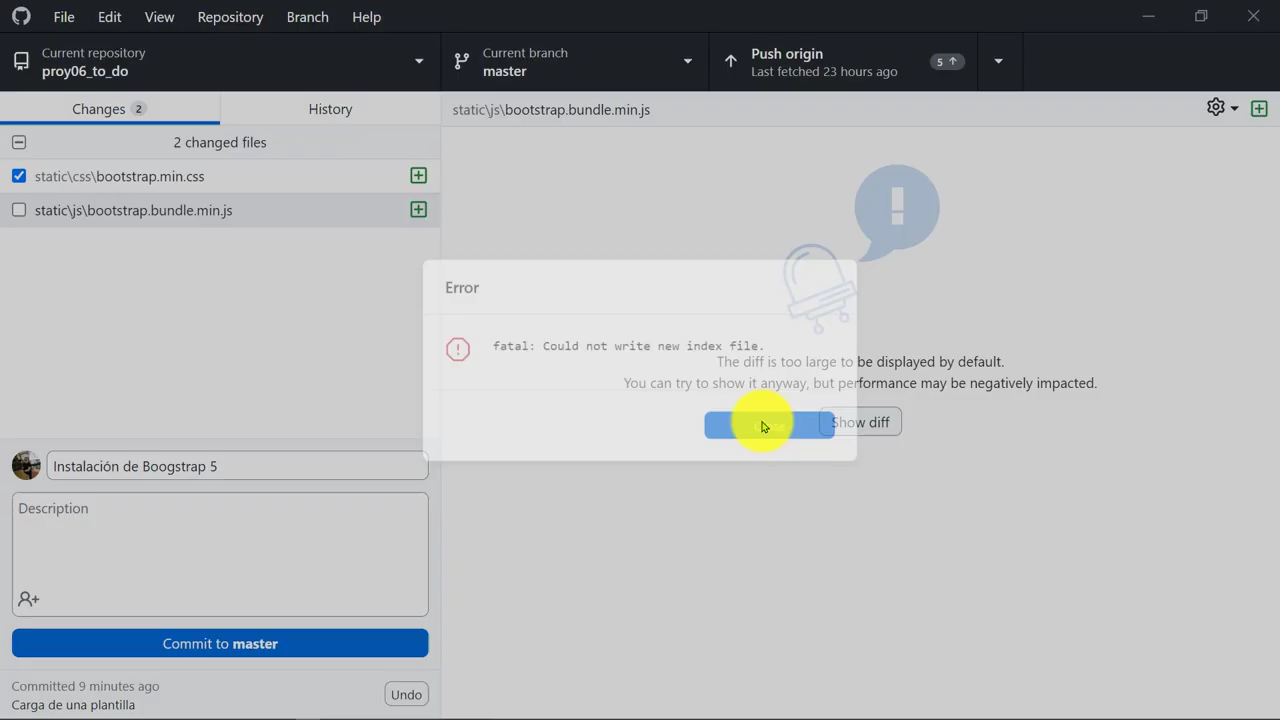 File Edit View Repository Branch Help
Current repository
proy06_to_do
Current branch
master
Push origin
Last fetched 23 hours ago
5
Changes 2
History
static\js\bootstrap.bundle.min.js
2 changed files
static\css\bootstrap.min.css
static\js\bootstrap.bundle.min.js
Error
fatal: Could not write new index file.
The diff is too large to be displayed by default.
You can try to show it anyway, but performance may be negatively impacted.
Show diff
Instalación de Boogstrap 5
Description
Commit to master
Committed 9 minutes ago
Carga de una plantilla
Undo